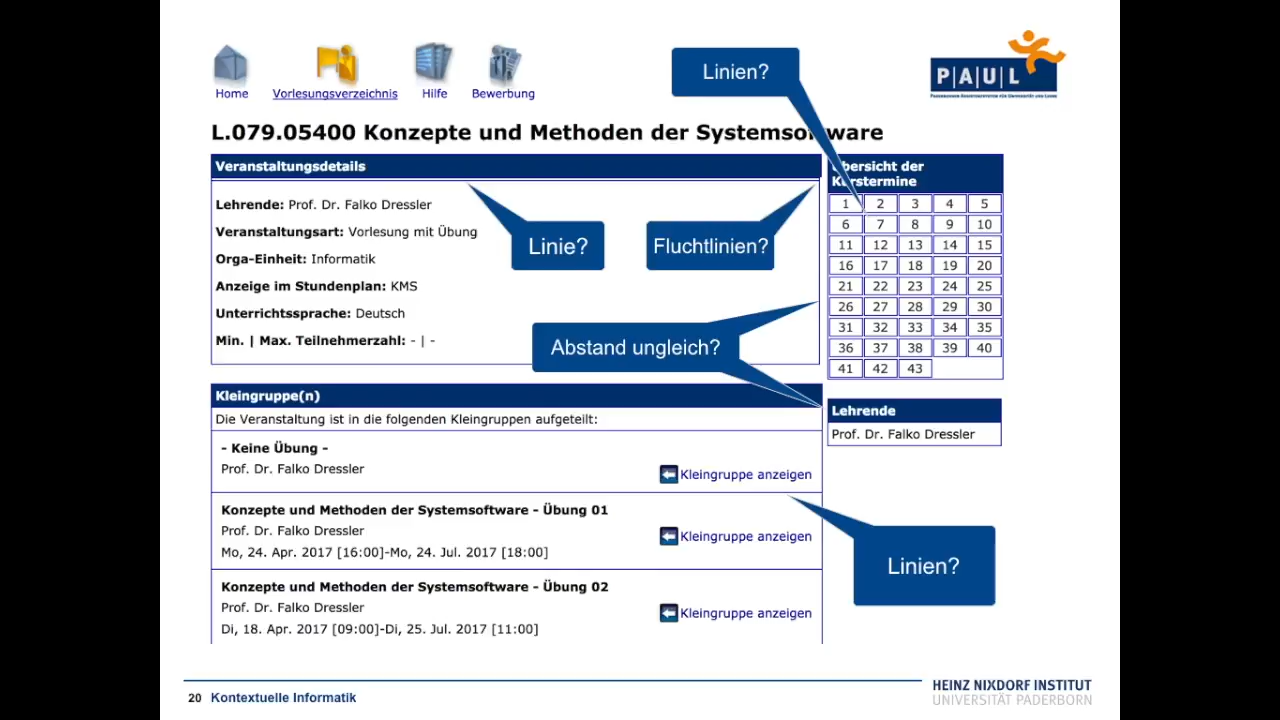 Home
Vorlesungsverzeichnis
Hilfe
Bewerbung
Linien?
P|A|U|L
L.079.05400 Konzepte und Methoden der Systemsoftware
Veranstaltungsdetails
Lehrende: Prof. Dr. Falko Dressler
Veranstaltungsart: Vorlesung mit Übung
Orga-Einheit: Informatik
Anzeige im Stundenplan: KMS
Unterrichtssprache: Deutsch
Min. | Max. Teilnehmerzahl: - | -
Linie?
Fluchtlinien?
Abstand ungleich?
Übersicht der
Kurstermine
1 2 3 4 5
6 7 8 9 10
11 12 13 14 15
16 17 18 19 20
21 22 23 24 25
26 27 28 29 30
31 32 33 34 35
36 37 38 39 40
41 42 43
Lehrende
Prof. Dr. Falko Dressler
Kleingruppe(n)
Die Veranstaltung ist in die folgenden Kleingruppen aufgeteilt:
- Keine Übung -
Prof. Dr. Falko Dressler
Kleingruppe anzeigen
Konzepte und Methoden der Systemsoftware - Übung 01
Prof. Dr. Falko Dressler
Kleingruppe anzeigen
Mo, 24. Apr. 2017 [16:00]-Mo, 24. Jul. 2017 [18:00]
Linien?
Konzepte und Methoden der Systemsoftware - Übung 02
Prof. Dr. Falko Dressler
Kleingruppe anzeigen
Di, 18. Apr. 2017 [09:00]-Di, 25. Jul. 2017 [11:00]
20 Kontextuelle Informatik
HEINZ NIXDORF INSTITUT
UNIVERSITÄT PADERBORN